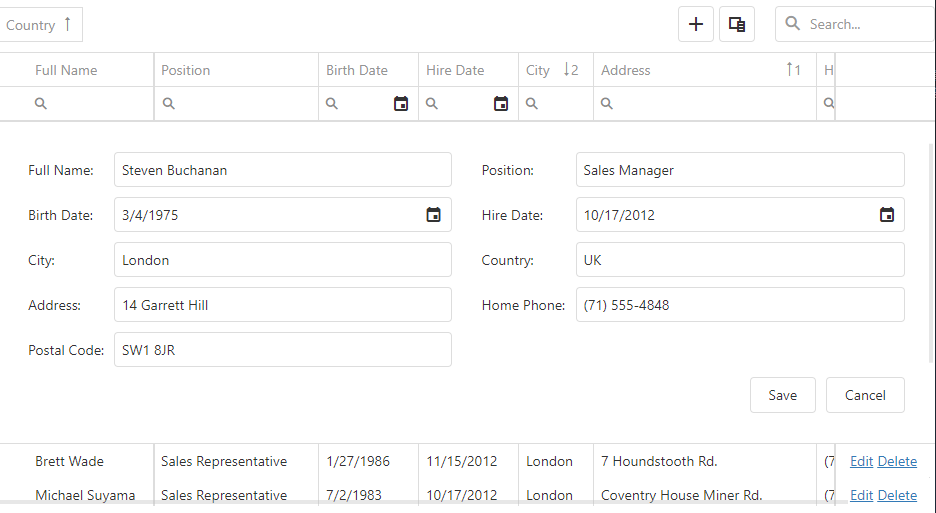 Country ↑ Search...
Full Name Position Birth Date Hire Date City ↓2 Address ↑1 H
Full Name: Steven Buchanan Position: Sales Manager
Birth Date: 3/4/1975 Hire Date: 10/17/2012
City: London Country: UK
Address: 14 Garrett Hill Home Phone: (71) 555-4848
Postal Code: SW1 8JR
Save Cancel
Brett Wade Sales Representative 1/27/1986 11/15/2012 London 7 Houndstooth Rd. (7 Edit Delete
Michael Suyama Sales Representative 7/2/1983 10/17/2012 London Coventry House Miner Rd. (7 Edit Delete